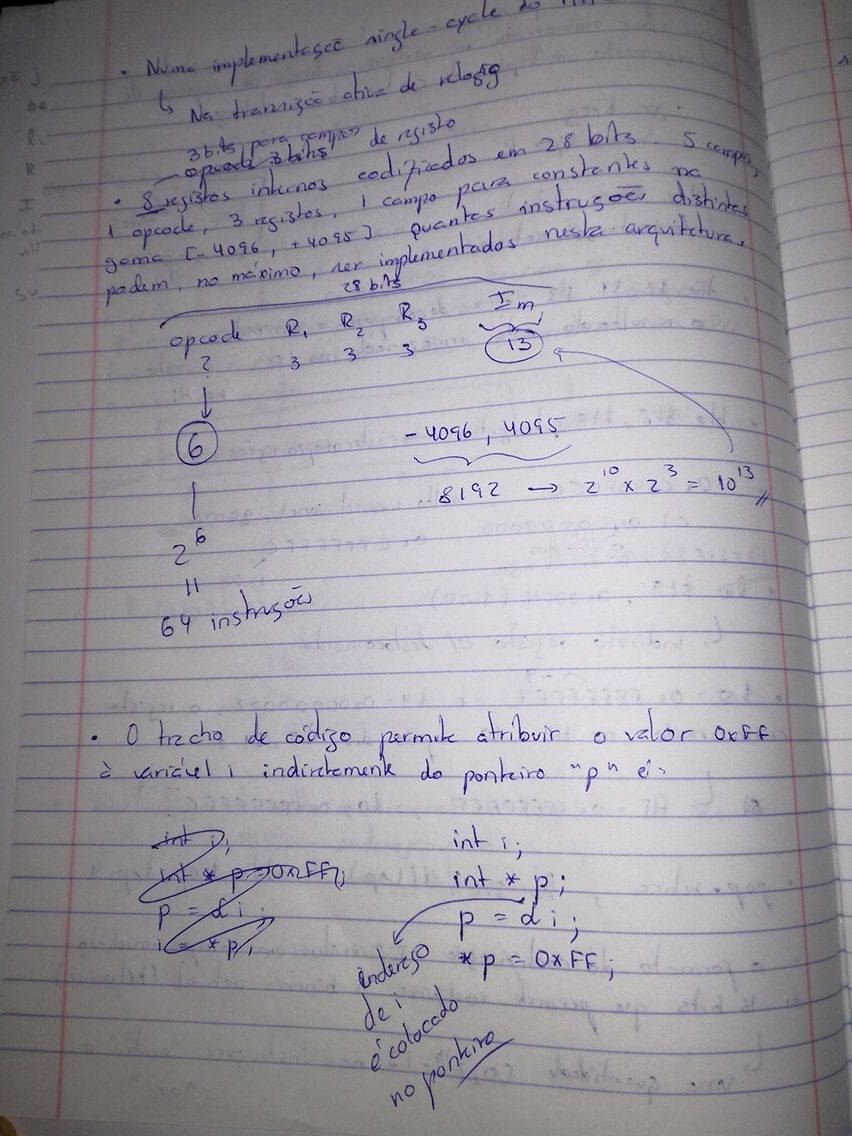 • Numa implementação single-cycle do
↳ Na transição ativa de relógio
3 bits para campos de registo
opcode 3 bits
• 8 registos internos codificados em 28 bits. 5 campos,
1 opcode, 3 registos, 1 campo para constantes na
gama [-4096, +4095]. quantas instruções distintas
podem, no máximo, ser implementados nesta arquitetura.
28 bits
opcode R1 R2 R3 Im
? 3 3 3 13
6
-4096, 4095
8192 → 2^10 x 2^3 = 10^13 //
2^6
=
64 instruções
• O trecho de código permite atribuir o valor 0xFF
à variável i indiretamente do ponteiro "p" é:
int i; int i;
int * p = 0xFF; int * p;
p = & i; p = & i;
i = * p; * p = 0xFF;
endereço
de i
é colocado
no ponteiro